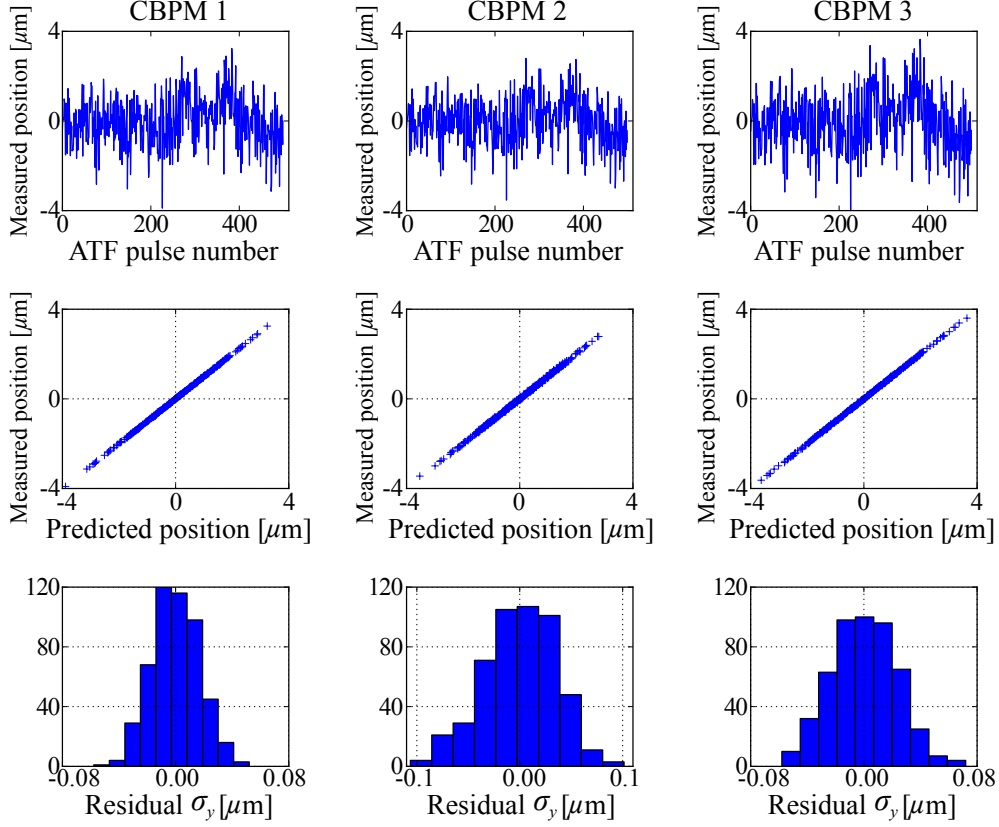 CBPM 1 CBPM 2 CBPM 3
Measured position [μm] Measured position [μm] Measured position [μm]
4 4 4
0 0 0
-4 -4 -4
0 200 400 0 200 400 0 200 400
ATF pulse number ATF pulse number ATF pulse number
Measured position [μm] Measured position [μm] Measured position [μm]
4 4 4
0 0 0
-4 -4 -4
-4 0 4 -4 0 4 -4 0 4
Predicted position [μm] Predicted position [μm] Predicted position [μm]
120 120 120
80 80 80
40 40 40
0 0 0
-0.08 0.00 0.08 -0.1 0.00 0.1 -0.08 0.00 0.08
Residual σy [μm] Residual σy [μm] Residual σy [μm]